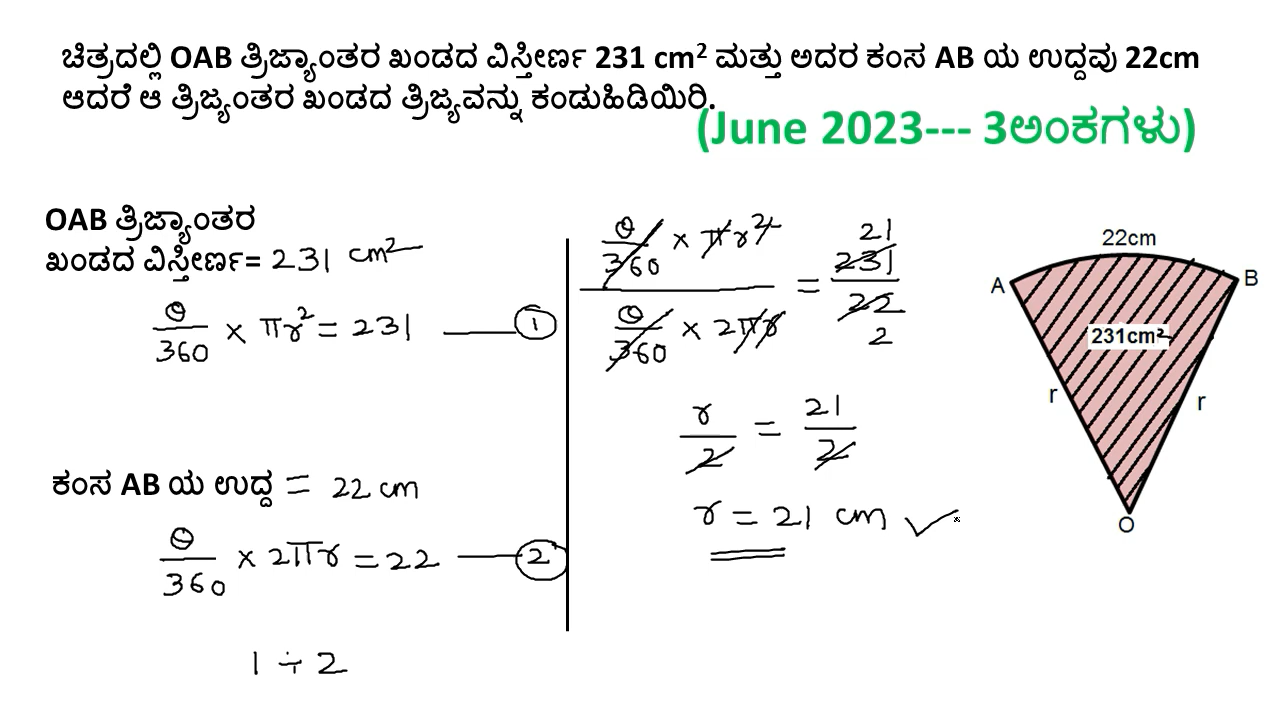 ಚಿತ್ರದಲ್ಲಿ OAB ತ್ರಿಜ್ಯಾಂತರ ಖಂಡದ ವಿಸ್ತೀರ್ಣ 231 cm² ಮತ್ತು ಅದರ ಕಂಸ AB ಯ ಉದ್ದವು 22cm
ಆದರೆ ಆ ತ್ರಿಜ್ಯಂತರ ಖಂಡದ ತ್ರಿಜ್ಯವನ್ನು ಕಂಡುಹಿಡಿಯಿರಿ.
(June 2023--- 3ಅಂಕಗಳು)
OAB ತ್ರಿಜ್ಯಾಂತರ
ಖಂಡದ ವಿಸ್ತೀರ್ಣ= 231 cm²
θ/360 × πr² = 231 —— 1
ಕಂಸ AB ಯ ಉದ್ದ = 22 cm
θ/360 × 2πr = 22 —— 2
1 ÷ 2
21
θ/360 × πr² / θ/360 × 2πr = 231/22
2
r/2 = 21/2
r = 21 cm ✓
22cm
A
B
231cm²
r
r
O